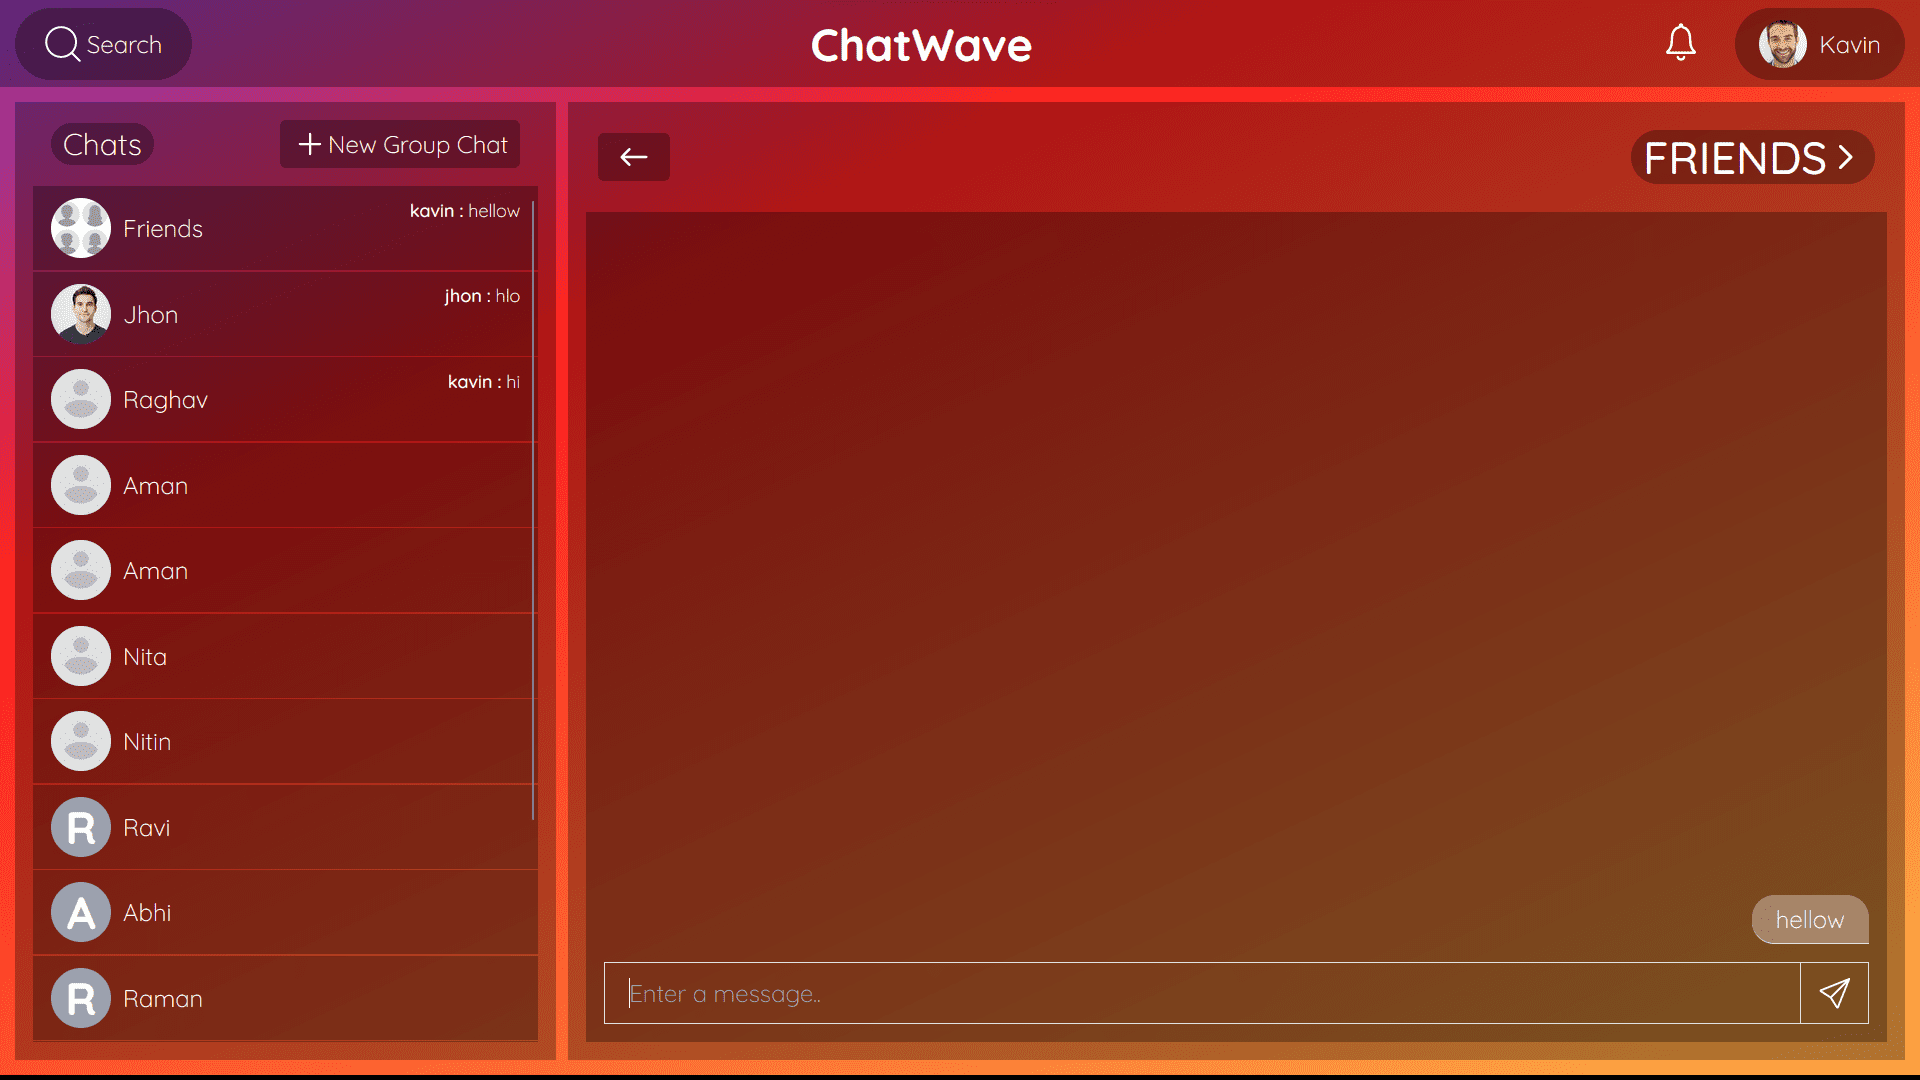 Search
ChatWave
Kavin
Chats
New Group Chat
Friends
kavin : hellow
Jhon
jhon : hlo
Raghav
kavin : hi
Aman
Aman
Nita
Nitin
R
Ravi
A
Abhi
R
Raman
FRIENDS
hellow
Enter a message..